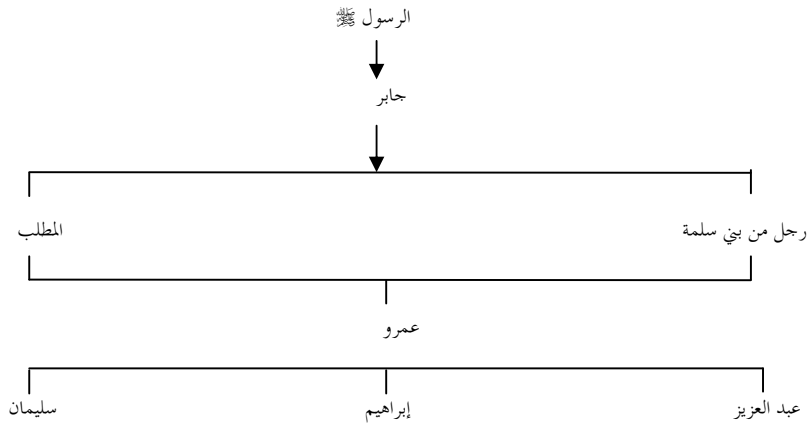 الرسول ﷺ
جابر
رجل من بني سلمة المطلب
عمرو
عبد العزيز إبراهيم سليمان